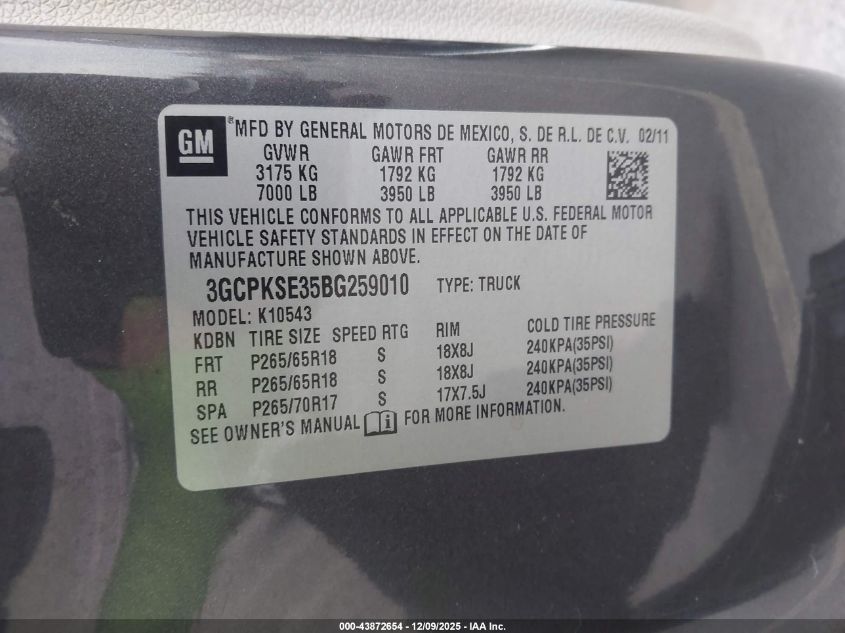 GM ® MFD BY GENERAL MOTORS DE MEXICO, S. DE R.L. DE C.V. 02/11
GVWR GAWR FRT GAWR RR
3175 KG 1792 KG 1792 KG
7000 LB 3950 LB 3950 LB
THIS VEHICLE CONFORMS TO ALL APPLICABLE U.S. FEDERAL MOTOR
VEHICLE SAFETY STANDARDS IN EFFECT ON THE DATE OF
MANUFACTURE SHOWN ABOVE.
3GCPKSE35BG259010 TYPE: TRUCK
MODEL: K10543
KDBN TIRE SIZE SPEED RTG RIM COLD TIRE PRESSURE
FRT P265/65R18 S 18X8J 240KPA(35PSI)
RR P265/65R18 S 18X8J 240KPA(35PSI)
SPA P265/70R17 S 17X7.5J 240KPA(35PSI)
SEE OWNER'S MANUAL i FOR MORE INFORMATION.
000-43872654 - 12/09/2025 - IAA Inc.